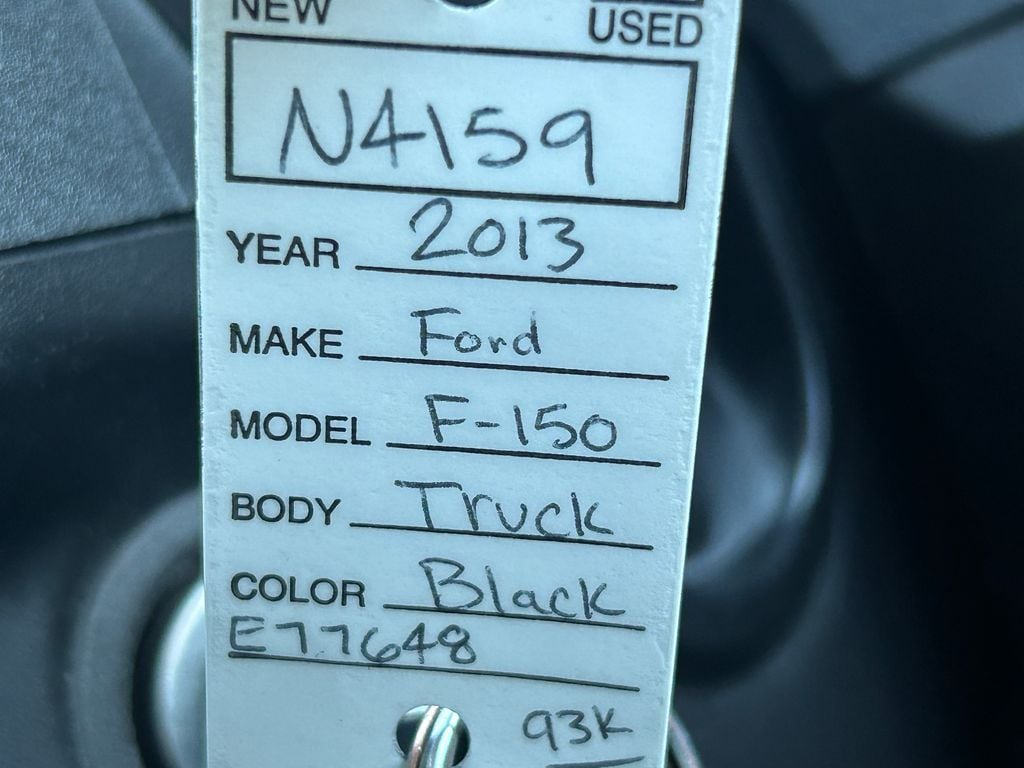 NEW USED
N4159
YEAR 2013
MAKE Ford
MODEL F-150
BODY Truck
COLOR Black
E77648
93K